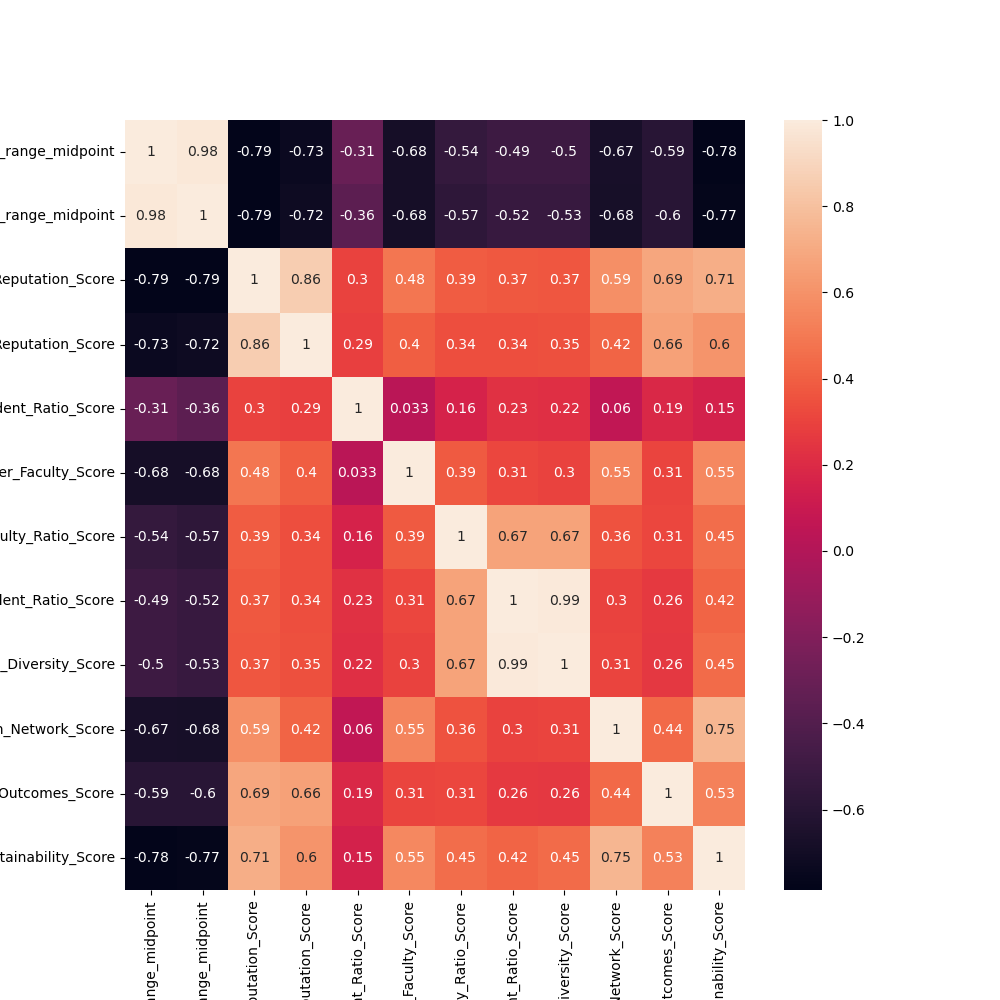 _range_midpoint 1 0.98 -0.79 -0.73 -0.31 -0.68 -0.54 -0.49 -0.5 -0.67 -0.59 -0.78
_range_midpoint 0.98 1 -0.79 -0.72 -0.36 -0.68 -0.57 -0.52 -0.53 -0.68 -0.6 -0.77
Reputation_Score -0.79 -0.79 1 0.86 0.3 0.48 0.39 0.37 0.37 0.59 0.69 0.71
Reputation_Score -0.73 -0.72 0.86 1 0.29 0.4 0.34 0.34 0.35 0.42 0.66 0.6
dent_Ratio_Score -0.31 -0.36 0.3 0.29 1 0.033 0.16 0.23 0.22 0.06 0.19 0.15
er_Faculty_Score -0.68 -0.68 0.48 0.4 0.033 1 0.39 0.31 0.3 0.55 0.31 0.55
ulty_Ratio_Score -0.54 -0.57 0.39 0.34 0.16 0.39 1 0.67 0.67 0.36 0.31 0.45
dent_Ratio_Score -0.49 -0.52 0.37 0.34 0.23 0.31 0.67 1 0.99 0.3 0.26 0.42
_Diversity_Score -0.5 -0.53 0.37 0.35 0.22 0.3 0.67 0.99 1 0.31 0.26 0.45
h_Network_Score -0.67 -0.68 0.59 0.42 0.06 0.55 0.36 0.3 0.31 1 0.44 0.75
Outcomes_Score -0.59 -0.6 0.69 0.66 0.19 0.31 0.31 0.26 0.26 0.44 1 0.53
tainability_Score -0.78 -0.77 0.71 0.6 0.15 0.55 0.45 0.42 0.45 0.75 0.53 1
ange_midpoint
ange_midpoint
putation_Score
putation_Score
nt_Ratio_Score
_Faculty_Score
y_Ratio_Score
nt_Ratio_Score
iversity_Score
Network_Score
tcomes_Score
nability_Score
1.0
0.8
0.6
0.4
0.2
0.0
−0.2
−0.4
−0.6